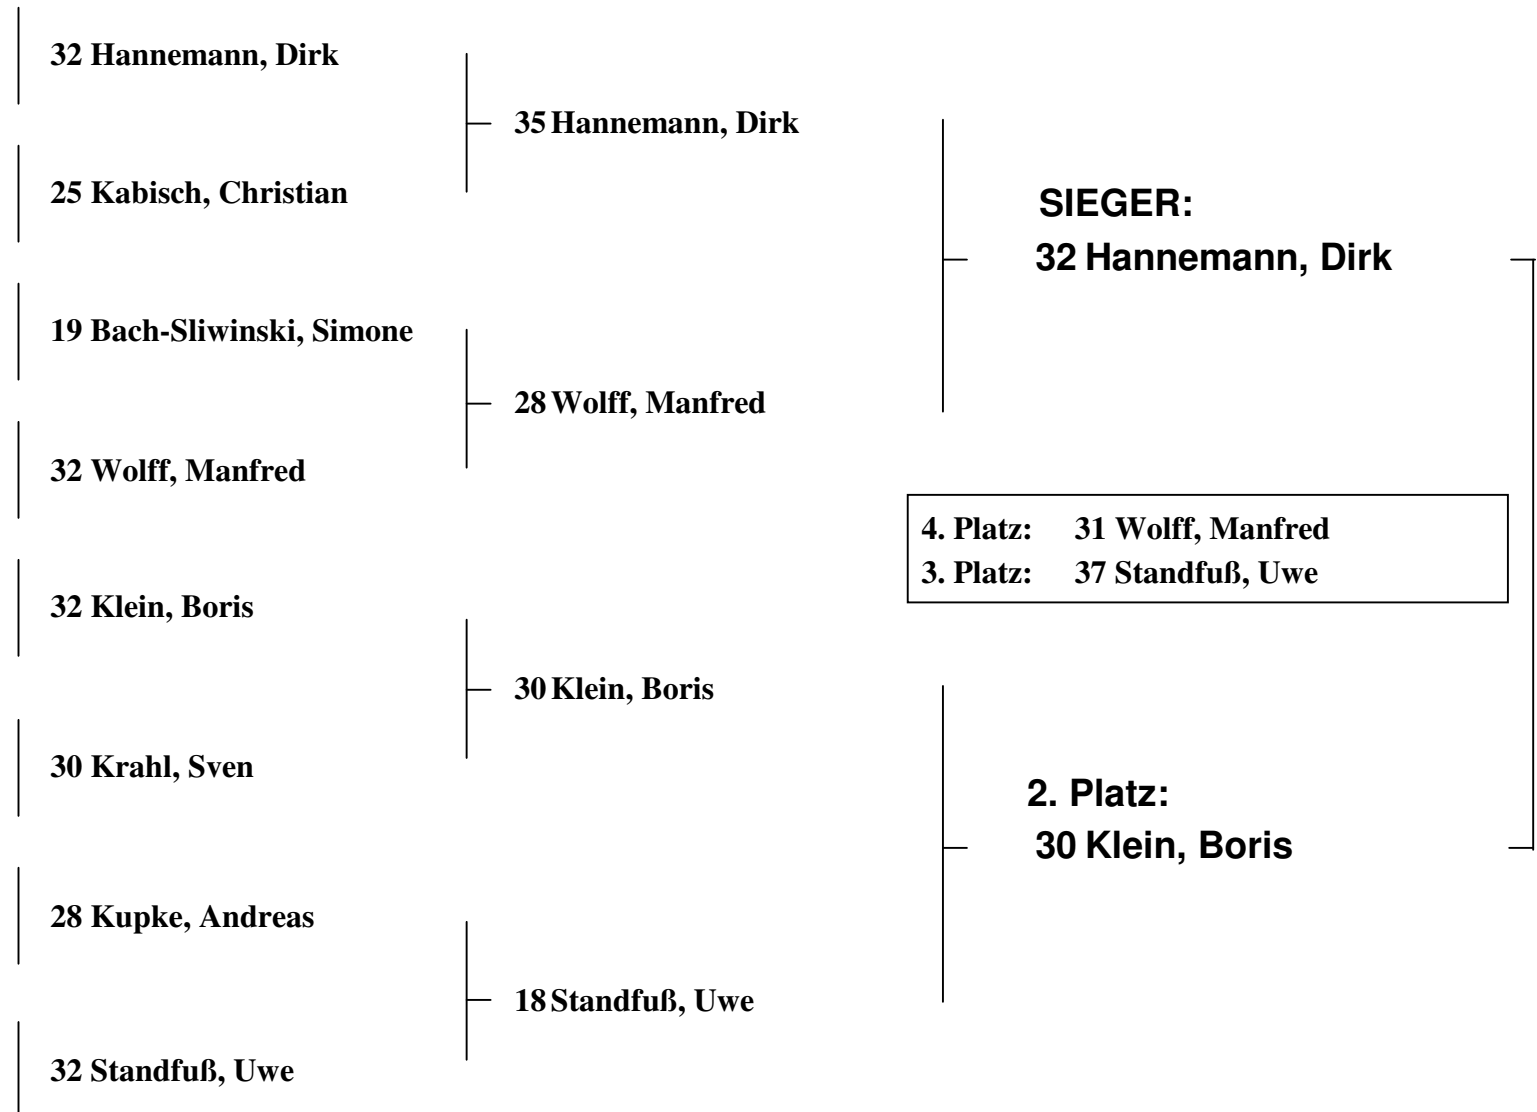 32 Hannemann, Dirk
25 Kabisch, Christian
19 Bach-Sliwinski, Simone
32 Wolff, Manfred
32 Klein, Boris
30 Krahl, Sven
28 Kupke, Andreas
32 Standfuß, Uwe
35 Hannemann, Dirk
28 Wolff, Manfred
30 Klein, Boris
18 Standfuß, Uwe
SIEGER:
32 Hannemann, Dirk
4. Platz: 31 Wolff, Manfred
3. Platz: 37 Standfuß, Uwe
2. Platz:
30 Klein, Boris